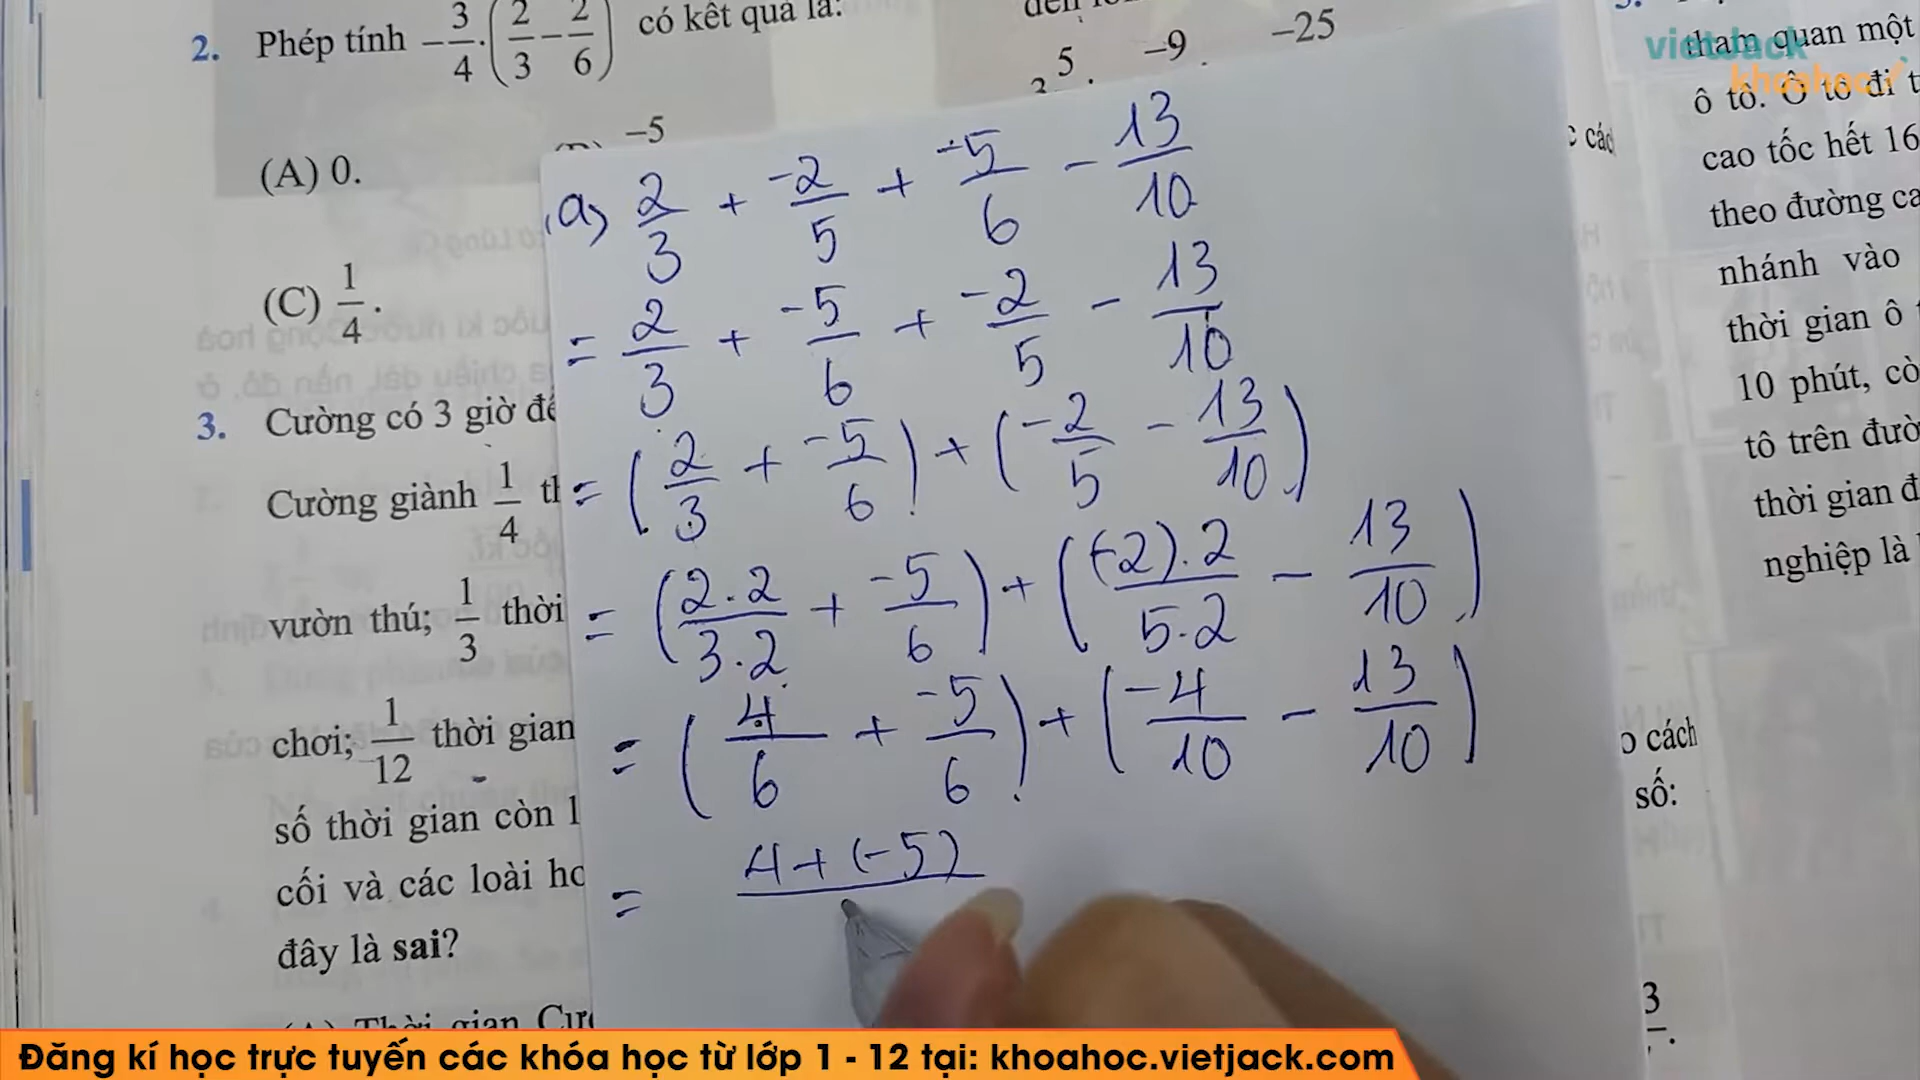 2. Phép tính -3/4.(2/3-2/6) có kết quả là:
(A) 0.
-5
(C) 1/4.
3. Cường có 3 giờ để
Cường giành 1/4 th
vườn thú; 1/3 thời
chơi; 1/12 thời gian
số thời gian còn l
cối và các loài ho
đây là sai?
a) 2/3 + -2/5 + -5/6 - 13/10
= 2/3 + -5/6 + -2/5 - 13/10
= (2/3 + -5/6) + (-2/5 - 13/10)
= (2.2/3.2 + -5/6) + ((-2).2/5.2 - 13/10)
= (4/6 + -5/6) + (-4/10 - 13/10)
= 4+(-5)
5. -9. -25
vietjack
khoahoc
tham quan một
ô tô. Ô tô đi t
cao tốc hết 16
theo đường ca
nhánh vào
thời gian ô t
10 phút, cò
tô trên đườ
thời gian đ
nghiệp là
cách
số:
3
Đăng kí học trực tuyến các khóa học từ lớp 1 - 12 tại: khoahoc.vietjack.com